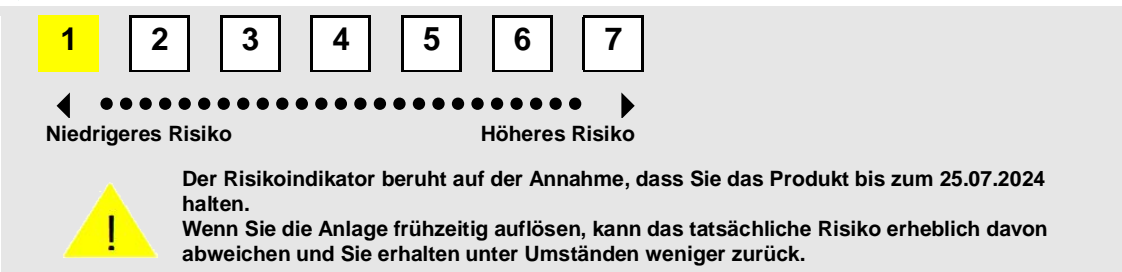 1 2 3 4 5 6 7
Niedrigeres Risiko Höheres Risiko
Der Risikoindikator beruht auf der Annahme, dass Sie das Produkt bis zum 25.07.2024
halten.
Wenn Sie die Anlage frühzeitig auflösen, kann das tatsächliche Risiko erheblich davon
abweichen und Sie erhalten unter Umständen weniger zurück.
!